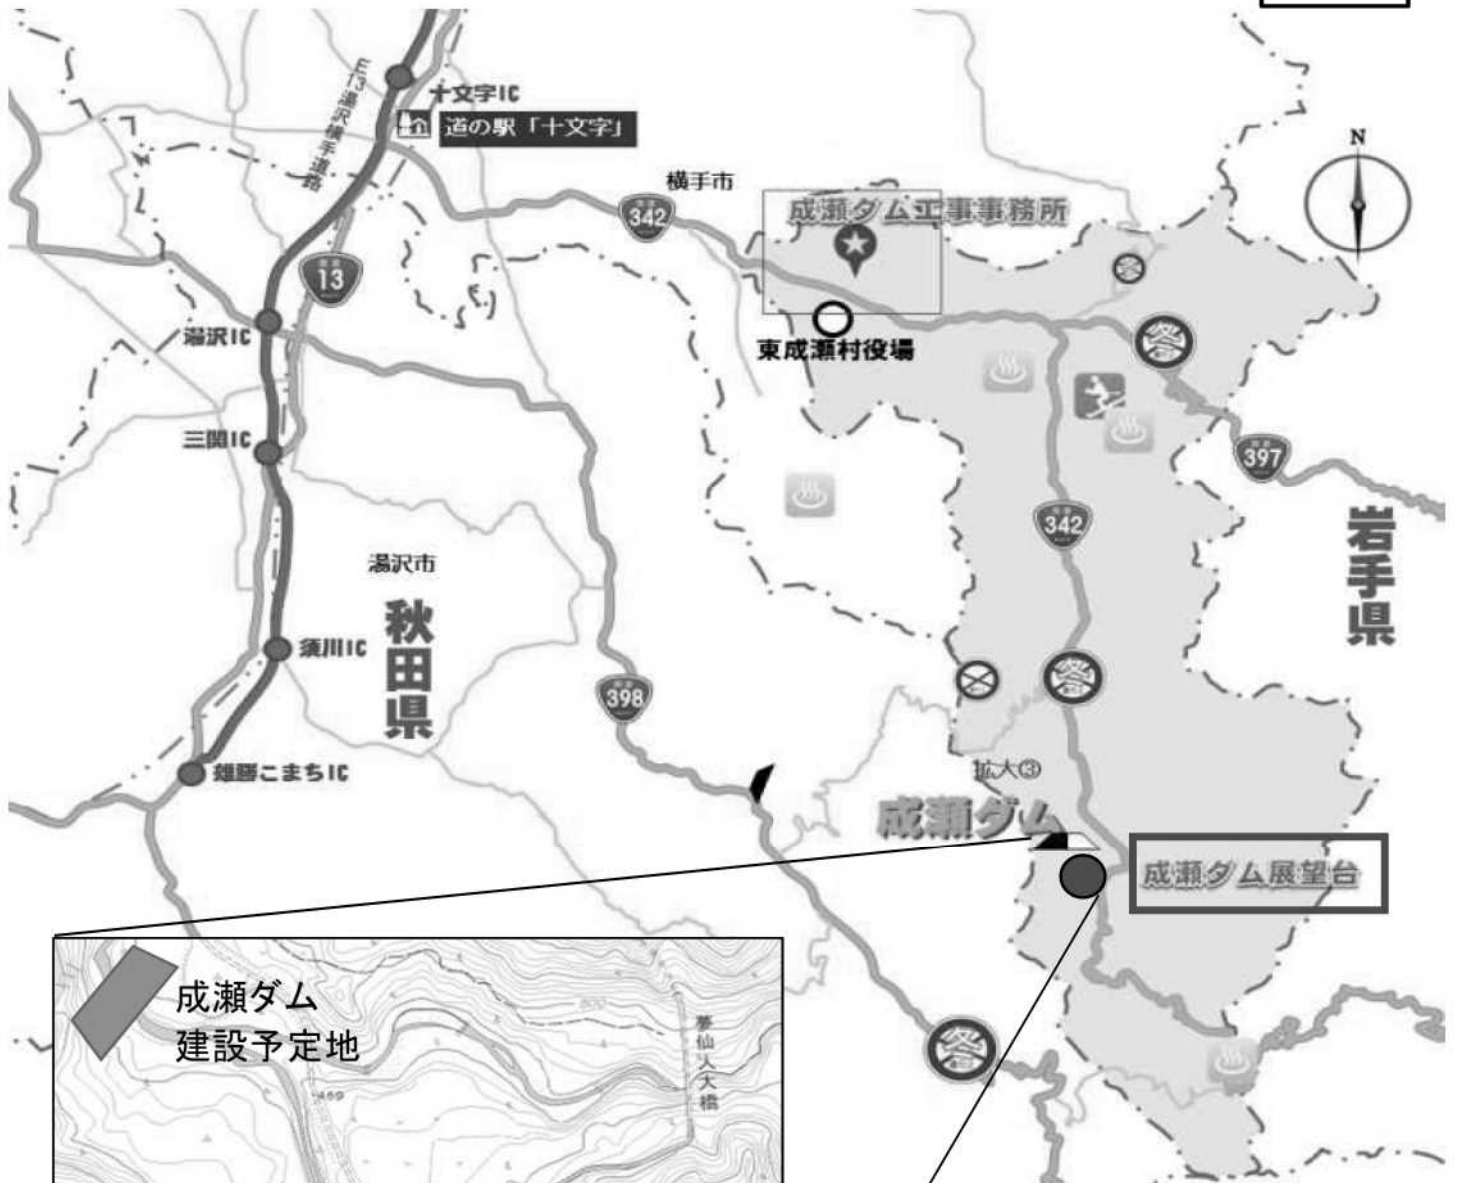 十文字IC
道の駅「十文字」
E13湯沢横手道路
横手市
342
成瀬ダム工事事務所
N
13
湯沢IC
東成瀬村役場
冬
三関IC
397
342
岩手県
湯沢市
秋田県
須川IC
398
冬
雄勝こまちIC
拡大③
成瀬ダム
成瀬ダム展望台
成瀬ダム
建設予定地
800
夢仙人大橋
冬